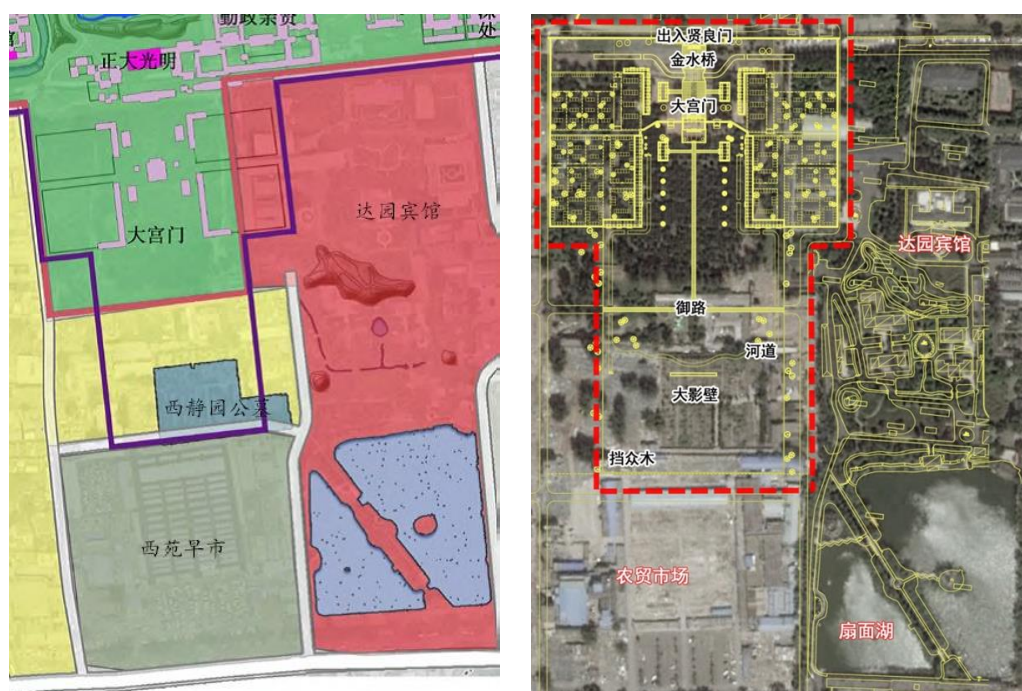 勤政亲贤
深
处
正大光明
达园宾馆
大宫门
西静园公墓
西苑早市
出入贤良门
金水桥
大宫门
达园宾馆
御路
河道
大影壁
挡众木
农贸市场
扇面湖